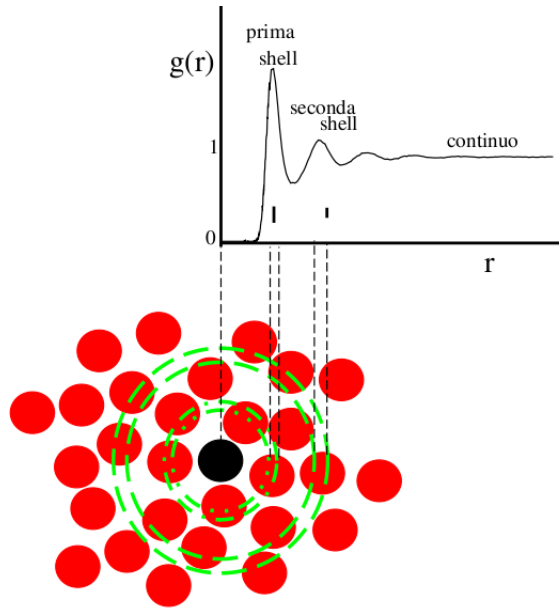 prima
shell
g(r)
seconda
shell
continuo
1
0
r